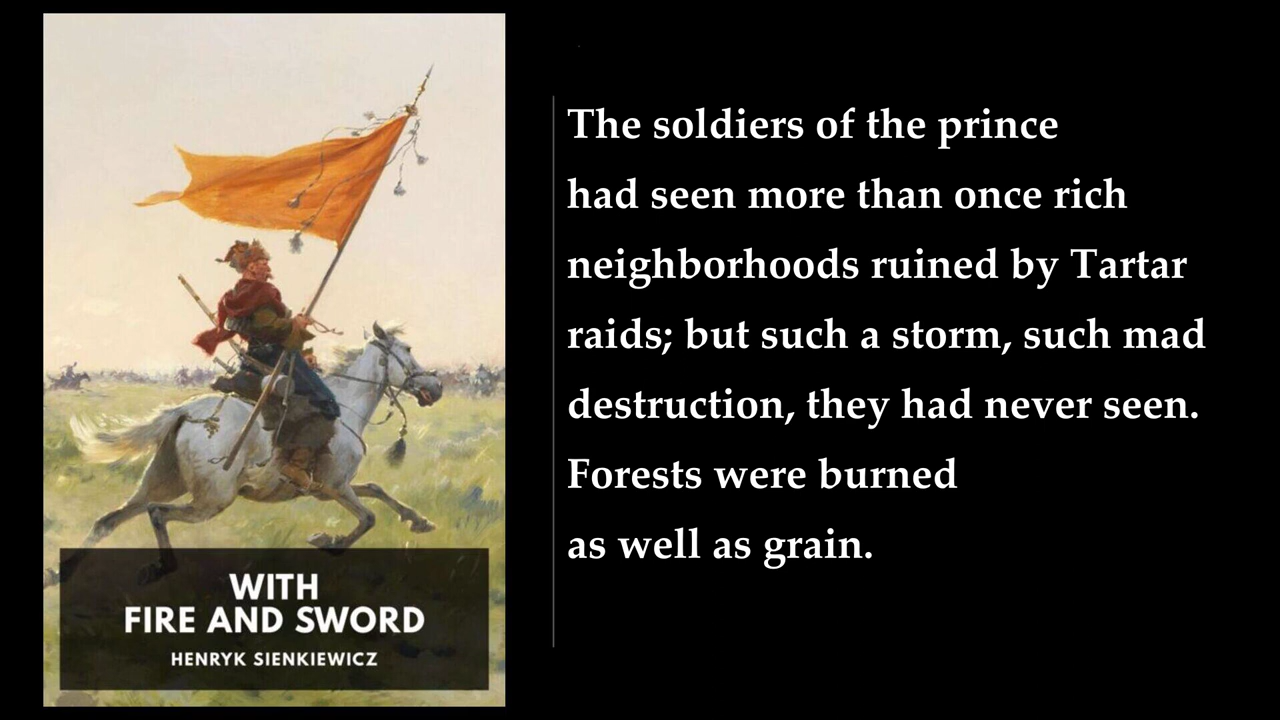 WITH
FIRE AND SWORD
HENRYK SIENKIEWICZ
The soldiers of the prince
had seen more than once rich
neighborhoods ruined by Tartar
raids; but such a storm, such mad
destruction, they had never seen.
Forests were burned
as well as grain.